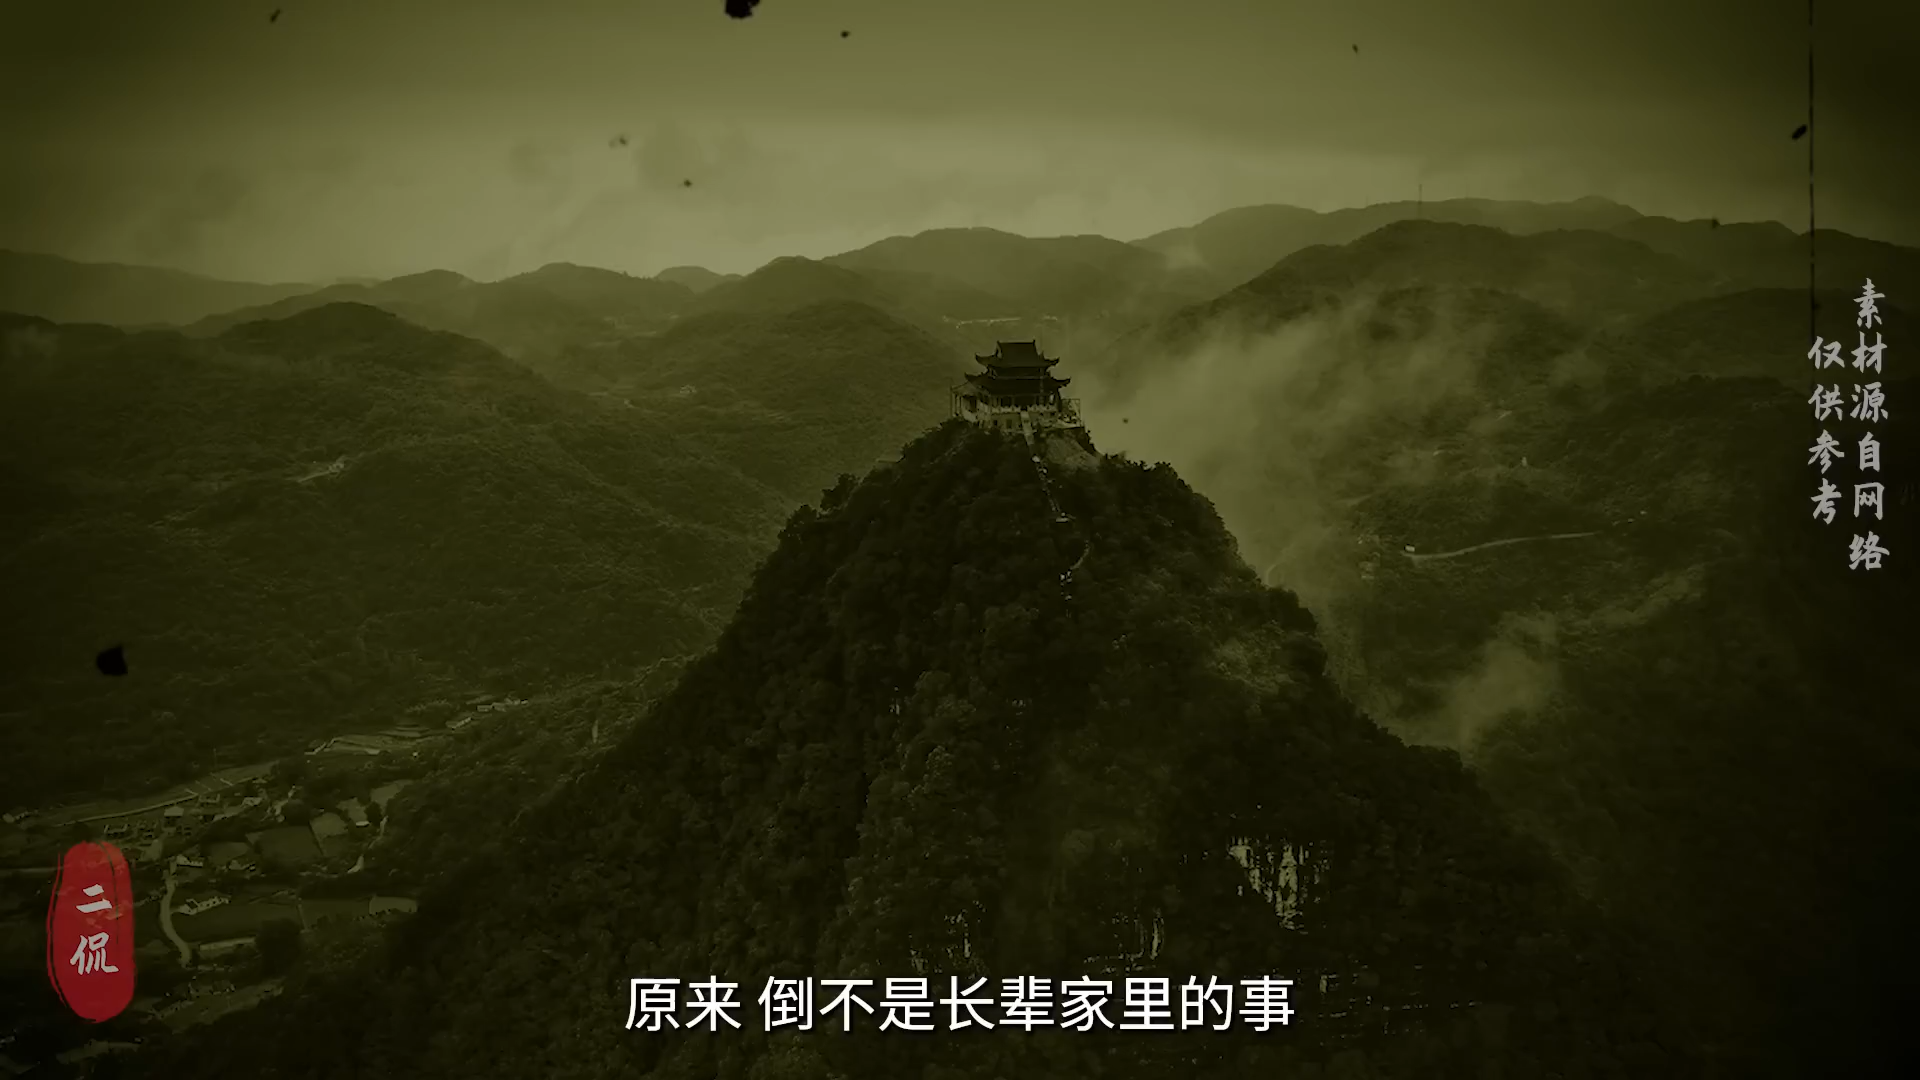 素材源自网络
仅供参考
二侃
原来 倒不是长辈家里的事